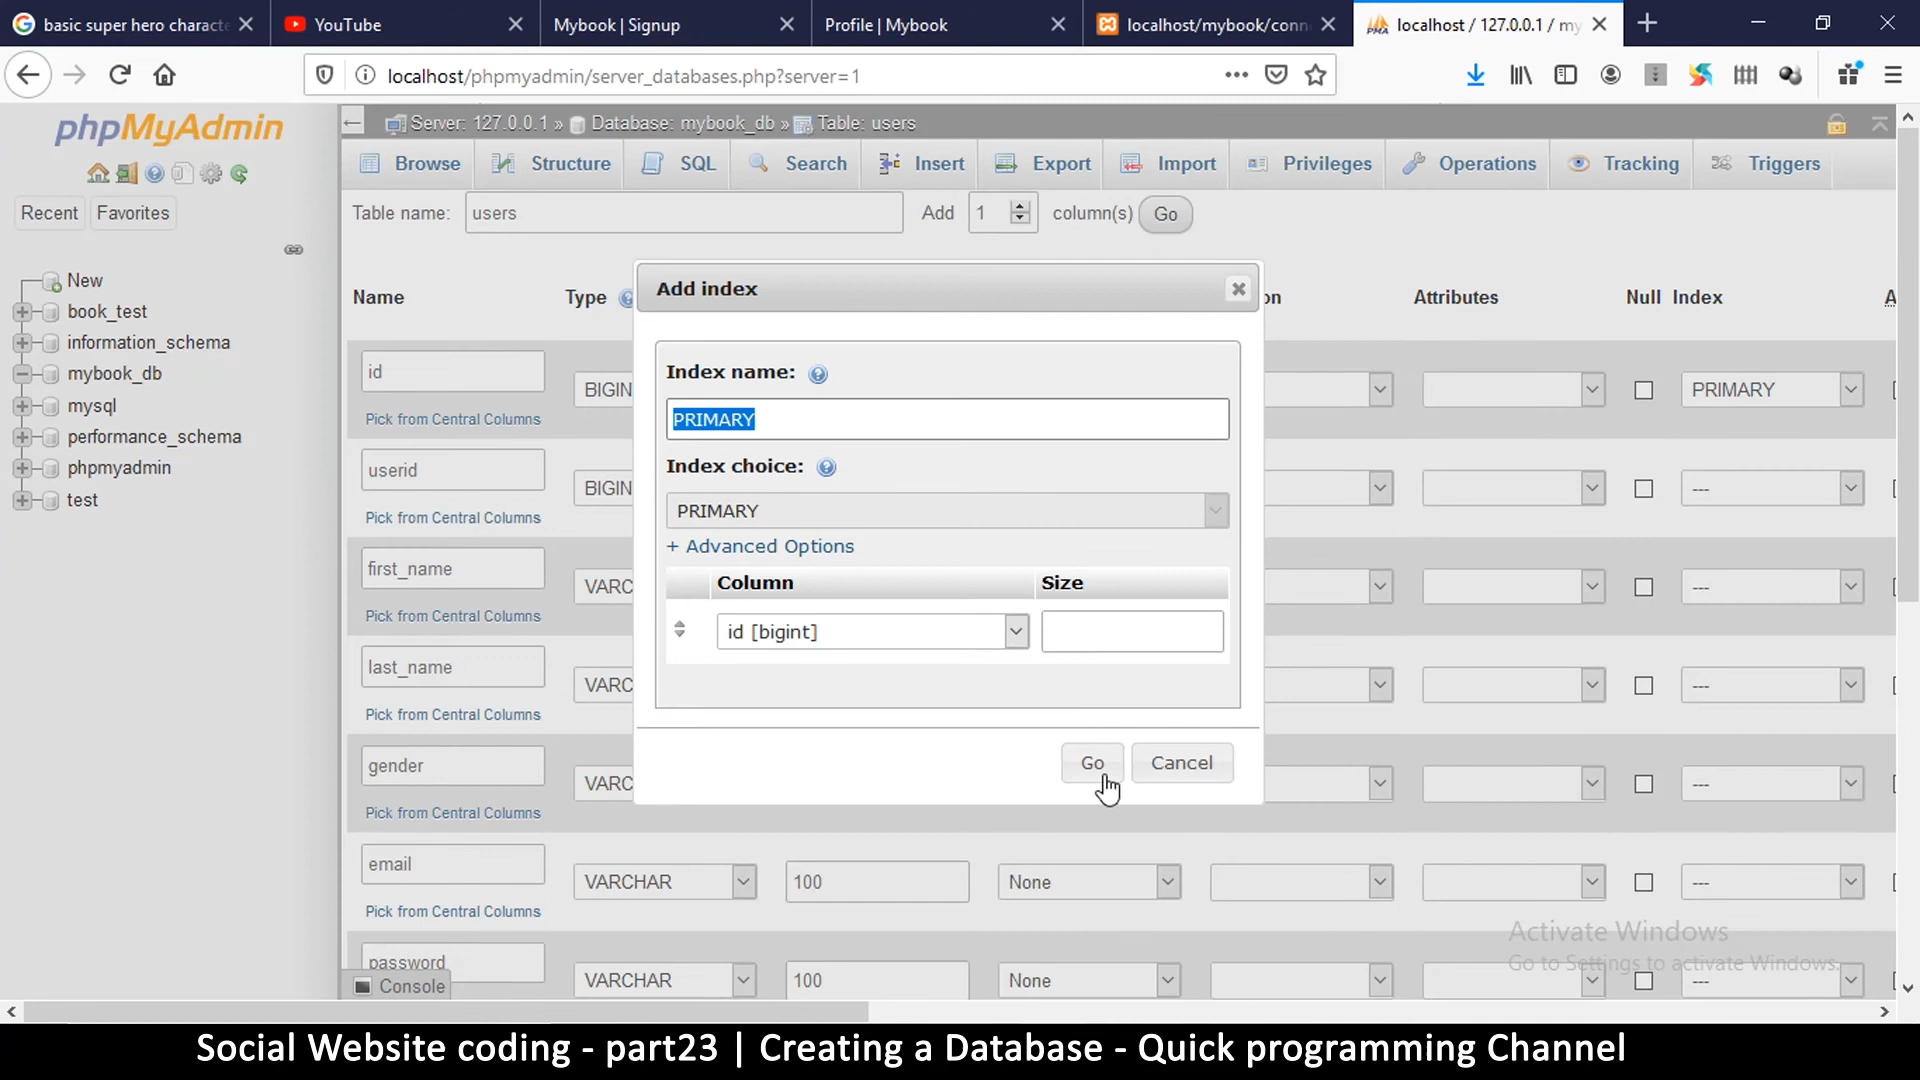 basic super hero characte
YouTube
Mybook | Signup
Profile | Mybook
localhost/mybook/conn
localhost / 127.0.0.1 / my
localhost/phpmyadmin/server_databases.php?server=1
phpMyAdmin
Recent
Favorites
New
book_test
information_schema
mybook_db
mysql
performance_schema
phpmyadmin
test
Server: 127.0.0.1 » Database: mybook_db » Table: users
Browse
Structure
SQL
Search
Insert
Export
Import
Privileges
Operations
Tracking
Triggers
Table name:
users
Add
1
column(s)
Go
Name
Type
on
Attributes
Null
Index
A
id
BIGIN
PRIMARY
Pick from Central Columns
userid
BIGIN
---
Pick from Central Columns
first_name
VARC
---
Pick from Central Columns
last_name
VARC
---
Pick from Central Columns
gender
VARC
---
Pick from Central Columns
email
VARCHAR
100
None
---
Pick from Central Columns
password
VARCHAR
100
None
---
Add index
Index name:
PRIMARY
Index choice:
PRIMARY
+ Advanced Options
Column
Size
id [bigint]
Go
Cancel
Activate Windows
Go to Settings to activate Windows.
Console
Social Website coding - part23 | Creating a Database - Quick programming Channel